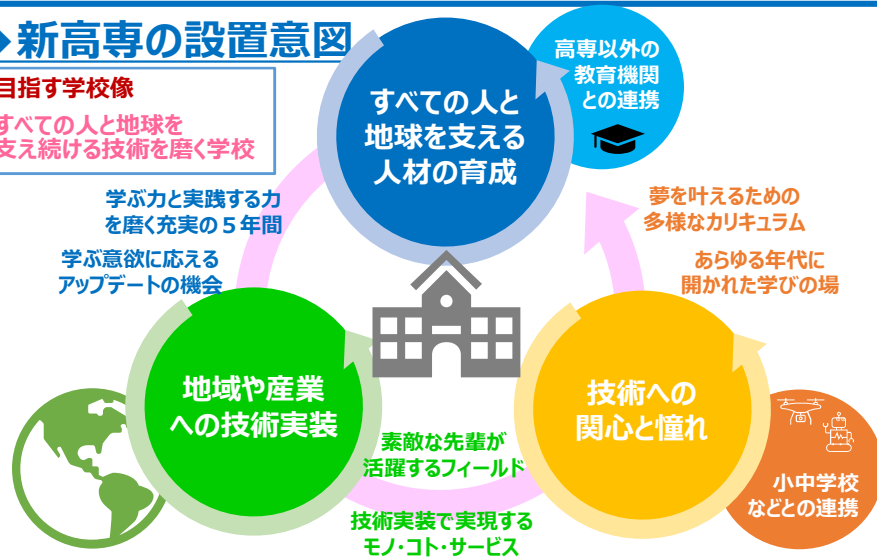 新高専の設置意図
目指す学校像
すべての人と地球を
支え続ける技術を磨く学校
すべての人と
地球を支える
人材の育成
高専以外の
教育機関
との連携
学ぶ力と実践する力
を磨く充実の５年間
学ぶ意欲に応える
アップデートの機会
夢を叶えるための
多様なカリキュラム
あらゆる年代に
開かれた学びの場
地域や産業
への技術実装
技術への
関心と憧れ
素敵な先輩が
活躍するフィールド
技術実装で実現する
モノ・コト・サービス
小中学校
などとの連携